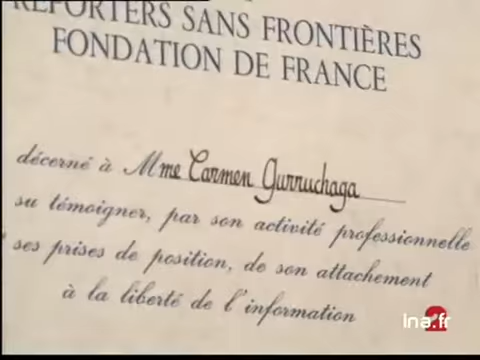 REPORTERS SANS FRONTIÈRES
FONDATION DE FRANCE
décerné à Mme Carmen Gurruchaga
su témoigner, par son activité professionnelle
ses prises de position, de son attachement
à la liberté de l'information
ina.fr
2